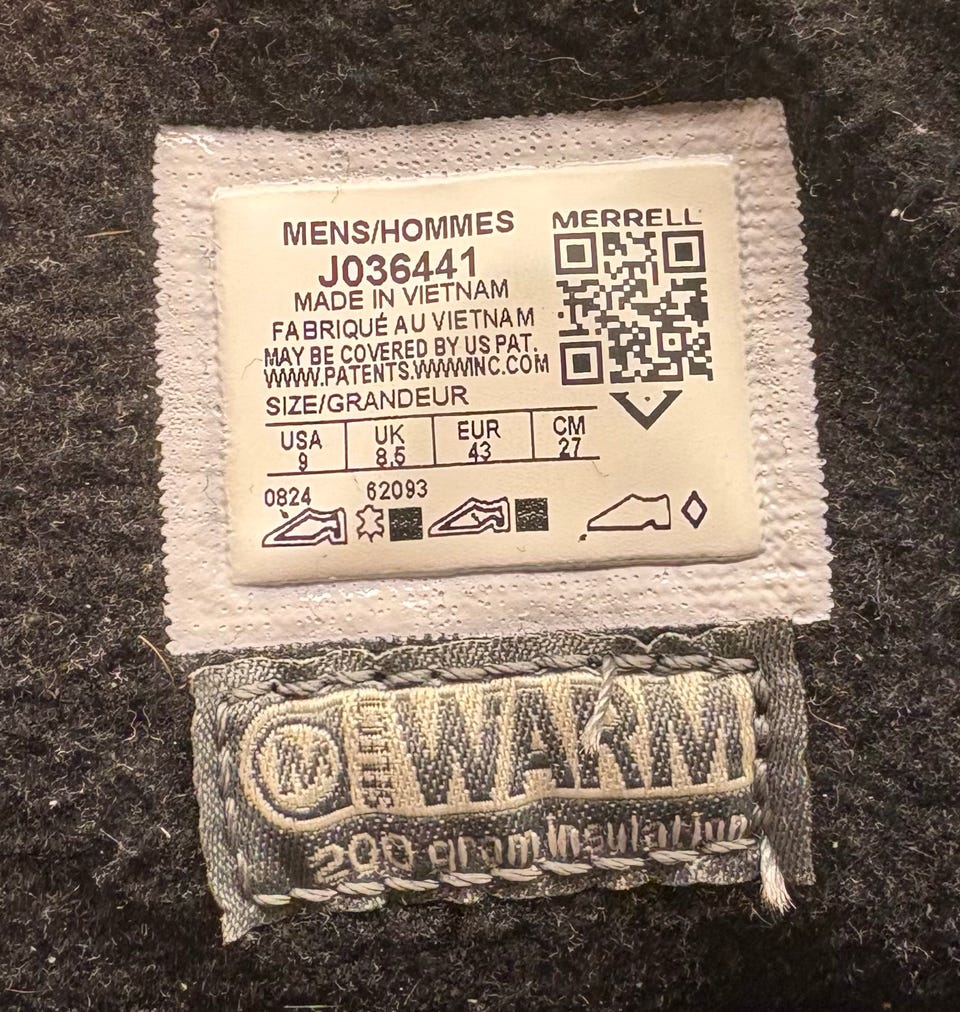 MENS/HOMMES
J036441
MADE IN VIETNAM
FABRIQUÉ AU VIETNAM
MAY BE COVERED BY US PAT.
WWW.PATENTS.WWWINC.COM
SIZE/GRANDEUR
USA UK EUR CM
9 8,5 43 27
0824 62093
MERRELL
M WARM
200 gram insulation